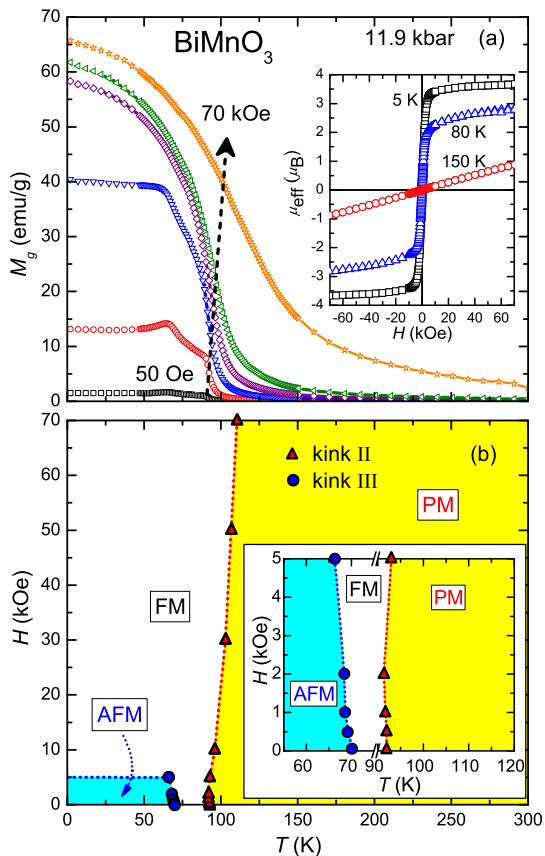 BiMnO3
11.9 kbar
(a)
70 kOe
50 Oe
Mg (emu/g)
70
60
50
40
30
20
10
0
5 K
80 K
150 K
μeff (μB)
4
3
2
1
0
-1
-2
-3
-4
-60 -40 -20 0 20 40 60
H (kOe)
(b)
kink II
kink III
PM
FM
AFM
H (kOe)
70
60
50
40
30
20
10
0
FM
PM
AFM
H (kOe)
5
4
3
2
1
0
60 70 90 100 110 120
T (K)
0 50 100 150 200 250 300
T (K)